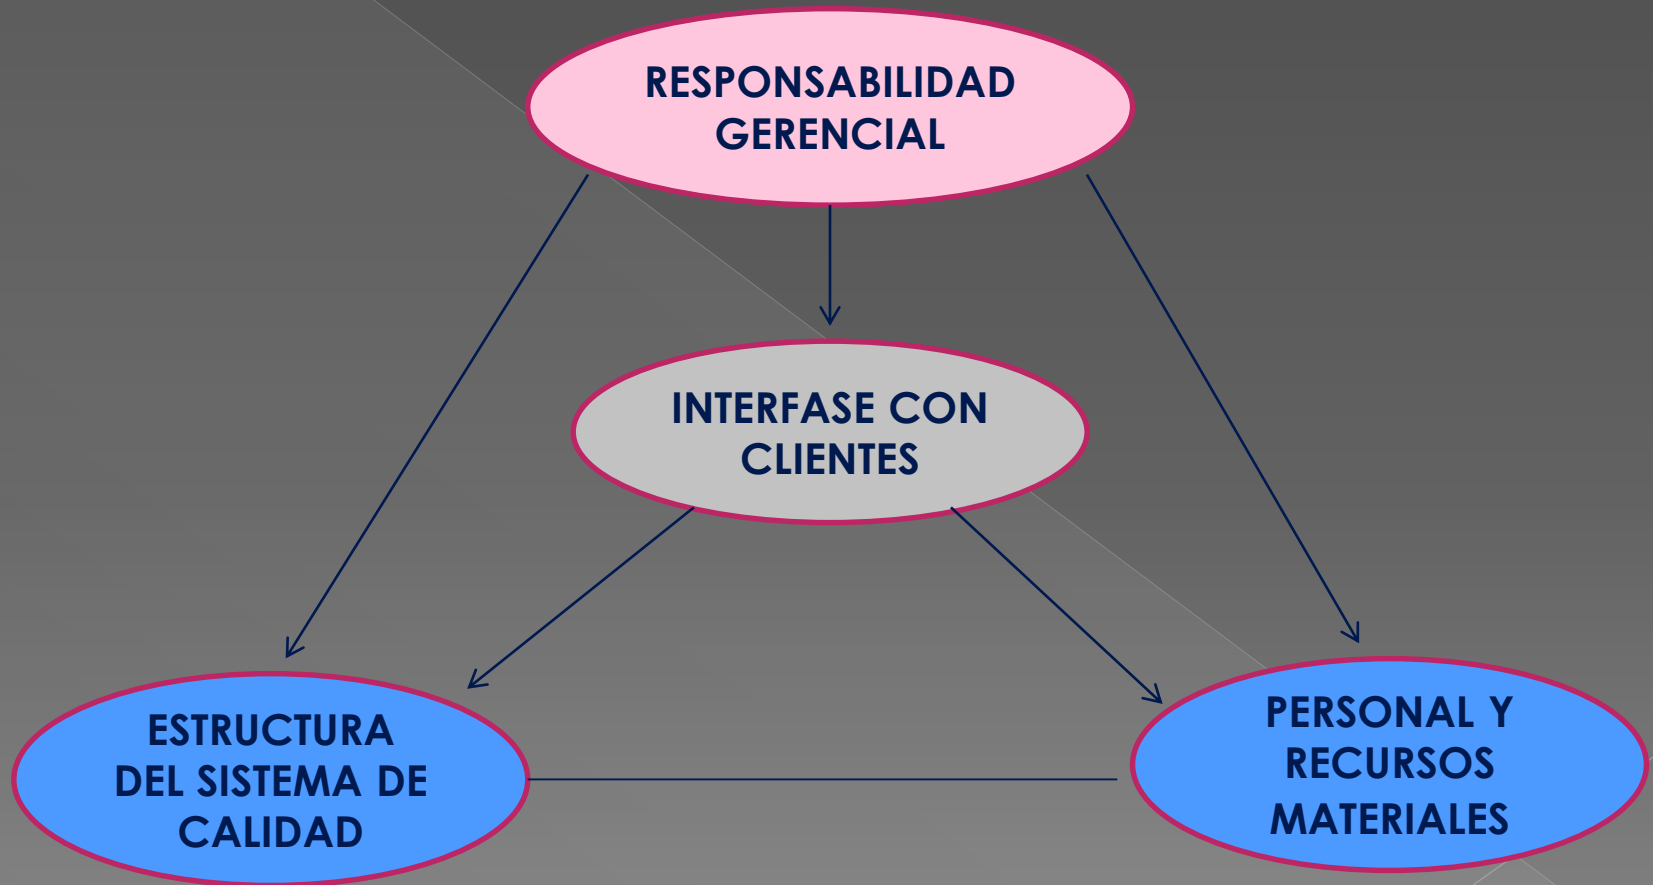 RESPONSABILIDAD
GERENCIAL
INTERFASE CON
CLIENTES
ESTRUCTURA
DEL SISTEMA DE
CALIDAD
PERSONAL Y
RECURSOS
MATERIALES